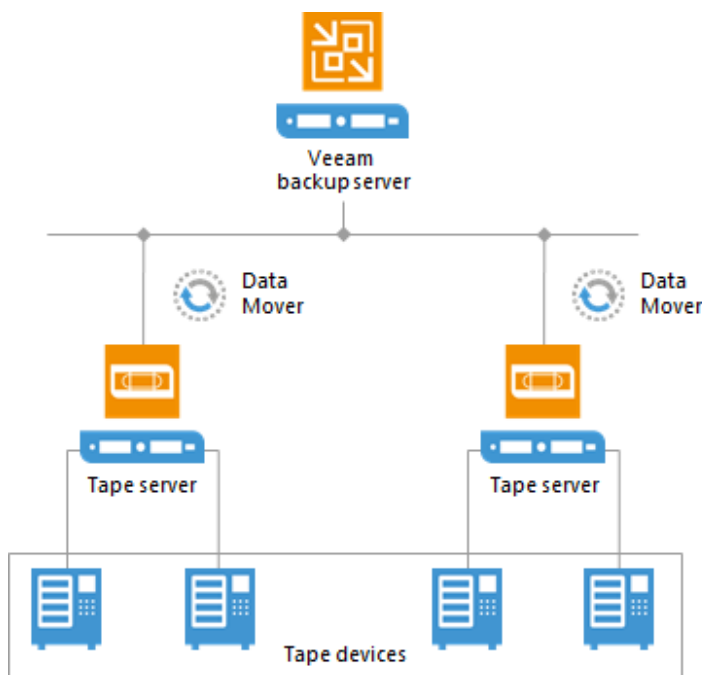 Veeam
backup server
Data
Mover
Data
Mover
Tape server
Tape server
Tape devices